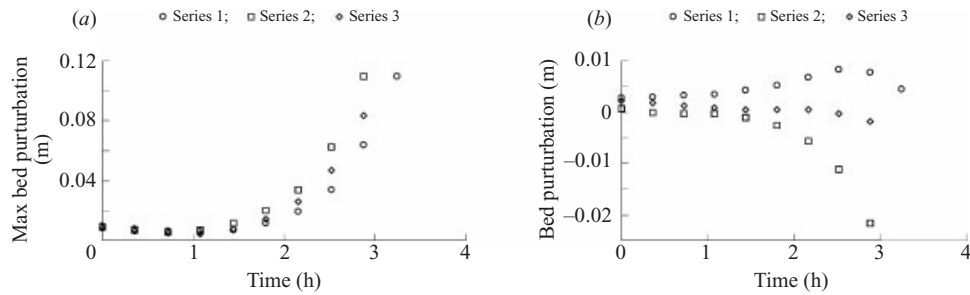 (a)
Series 1; Series 2; Series 3
0.12
0.08
0.04
0 1 2 3 4
Max bed purturbation
(m)
Time (h)
(b)
Series 1; Series 2; Series 3
0.01
0
–0.01
–0.02
0 1 2 3 4
Bed purturbation (m)
Time (h)